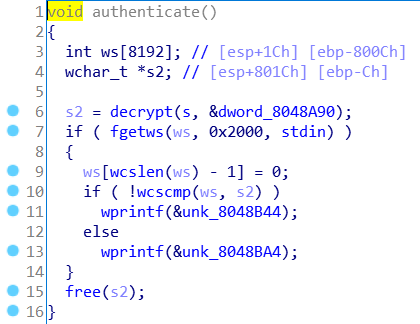 1 void authenticate()
2 {
3 int ws[8192]; // [esp+1Ch] [ebp-800Ch]
4 wchar_t *s2; // [esp+801Ch] [ebp-Ch]
5
6 s2 = decrypt(s, &dword_8048A90);
7 if ( fgetws(ws, 0x2000, stdin) )
8 {
9 ws[wcslen(ws) - 1] = 0;
10 if ( !wcscmp(ws, s2) )
11 wprintf(&unk_8048B44);
12 else
13 wprintf(&unk_8048BA4);
14 }
15 free(s2);
16 }